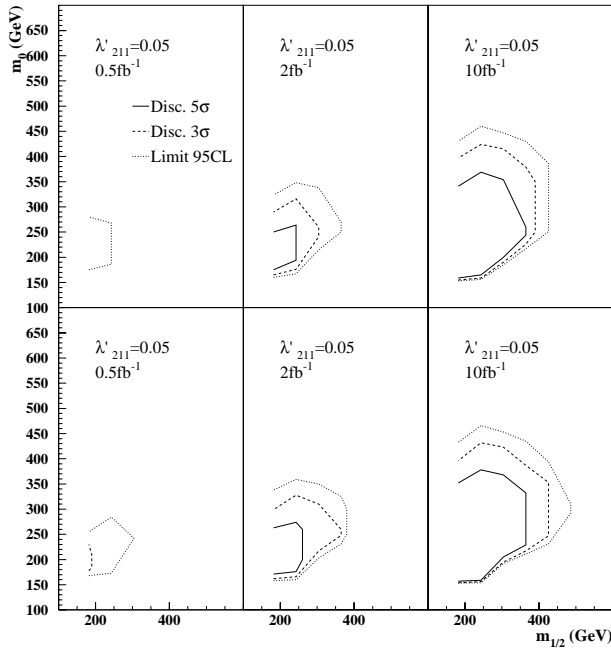 m₀ (GeV)
650
600
550
500
450
400
350
300
250
200
150
100
λ'₂₁₁=0.05
0.5fb⁻¹
Disc. 5σ
Disc. 3σ
Limit 95CL
λ'₂₁₁=0.05
2fb⁻¹
λ'₂₁₁=0.05
10fb⁻¹
650
600
550
500
450
400
350
300
250
200
150
100
λ'₂₁₁=0.05
0.5fb⁻¹
λ'₂₁₁=0.05
2fb⁻¹
λ'₂₁₁=0.05
10fb⁻¹
200 400 200 400 200 400
m₁/₂ (GeV)